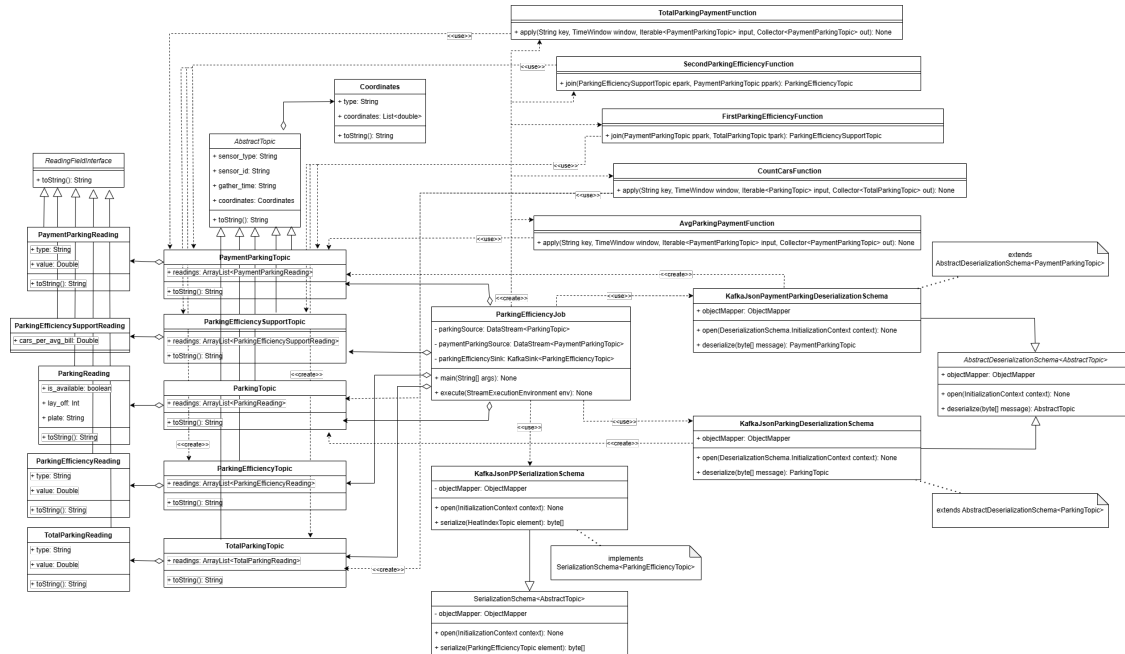 TotalParkingPaymentFunction
+ apply(String key, TimeWindow window, Iterable<PaymentParkingTopic> input, Collector<PaymentParkingTopic> out): None
<<use>>
SecondParkingEfficiencyFunction
+ join(ParkingEfficiencySupportTopic epark, PaymentParkingTopic ppark): ParkingEfficiencyTopic
<<use>>
Coordinates
+ type: String
+ coordinates: List<double>
+ toString(): String
FirstParkingEfficiencyFunction
+ join(PaymentParkingTopic ppark, TotalParkingTopic tpark): ParkingEfficiencySupportTopic
<<use>>
AbstractTopic
+ sensor_type: String
+ sensor_id: String
+ gather_time: String
+ coordinates: Coordinates
+ toString(): String
ReadingFieldInterface
+ toString(): String
CountCarsFunction
+ apply(String key, TimeWindow window, Iterable<ParkingTopic> input, Collector<TotalParkingTopic> out): None
<<use>>
AvgParkingPaymentFunction
+ apply(String key, TimeWindow window, Iterable<PaymentParkingTopic> input, Collector<PaymentParkingTopic> out): None
<<use>>
PaymentParkingReading
+ type: String
+ value: Double
+ toString(): String
PaymentParkingTopic
+ readings: ArrayList<PaymentParkingReading>
+ toString(): String
extends
AbstractDeserializationSchema<PaymentParkingTopic>
<<create>>
<<create>>
<<use>>
KafkaJsonPaymentParkingDeserializationSchema
+ objectMapper: ObjectMapper
+ open(DeserializationSchema.InitializationContext context): None
+ deserialize(byte[] message): PaymentParkingTopic
ParkingEfficiencyJob
- parkingSource: DataStream<ParkingTopic>
- paymentParkingSource: DataStream<PaymentParkingTopic>
- parkingEfficiencySink: KafkaSink<ParkingEfficiencyTopic>
+ main(String[] args): None
+ execute(StreamExecutionEnvironment env): None
ParkingEfficiencySupportReading
+ cars_per_avg_bill: Double
ParkingEfficiencySupportTopic
+ readings: ArrayList<ParkingEfficiencySupportReading>
+ toString(): String
<<create>>
AbstractDeserializationSchema<AbstractTopic>
+ objectMapper: ObjectMapper
+ open(InitializationContext context): None
+ deserialize(byte[] message): AbstractTopic
ParkingReading
+ is_available: boolean
+ lay_off: Int
+ plate: String
+ toString(): String
ParkingTopic
+ readings: ArrayList<ParkingReading>
+ toString(): String
<<create>>
<<use>>
<<use>>
<<create>>
KafkaJsonParkingDeserializationSchema
+ objectMapper: ObjectMapper
+ open(DeserializationSchema.InitializationContext context): None
+ deserialize(byte[] message): ParkingTopic
extends AbstractDeserializationSchema<ParkingTopic>
ParkingEfficiencyReading
+ type: String
+ value: Double
+ toString(): String
ParkingEfficiencyTopic
+ readings: ArrayList<ParkingEfficiencyReading>
+ toString(): String
KafkaJsonPPSerializationSchema
- objectMapper: ObjectMapper
+ open(InitializationContext context): None
+ serialize(HeatIndexTopic element): byte[]
TotalParkingReading
+ type: String
+ value: Double
+ toString(): String
TotalParkingTopic
+ readings: ArrayList<TotalParkingReading>
+ toString(): String
<<create>>
implements
SerializationSchema<ParkingEfficiencyTopic>
SerializationSchema<AbstractTopic>
- objectMapper: ObjectMapper
+ open(InitializationContext context): None
+ serialize(ParkingEfficiencyTopic element): byte[]